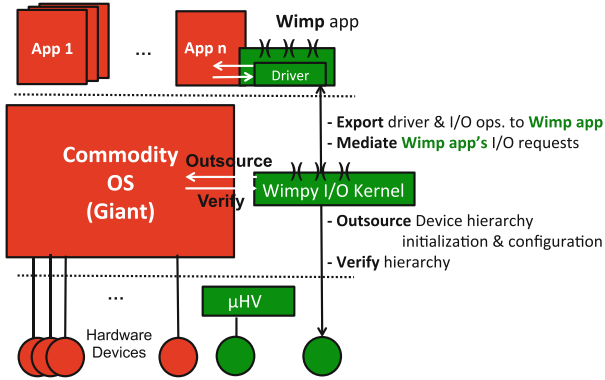 Wimp app
App 1
...
App n
Driver
- Export driver & I/O ops. to Wimp app
- Mediate Wimp app's I/O requests
Commodity
OS
(Giant)
Outsource
Verify
Wimpy I/O Kernel
- Outsource Device hierarchy
initialization & configuration
- Verify hierarchy
...
μHV
Hardware
Devices